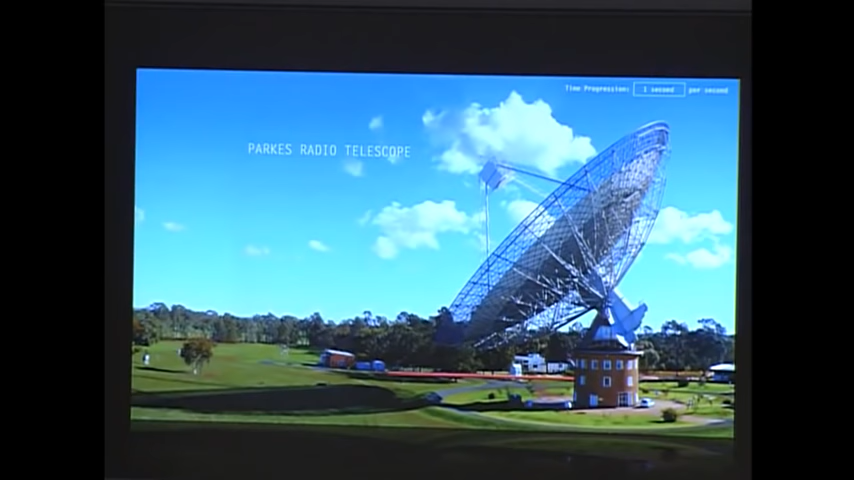 Time Progression: 1 second per second
PARKES RADIO TELESCOPE